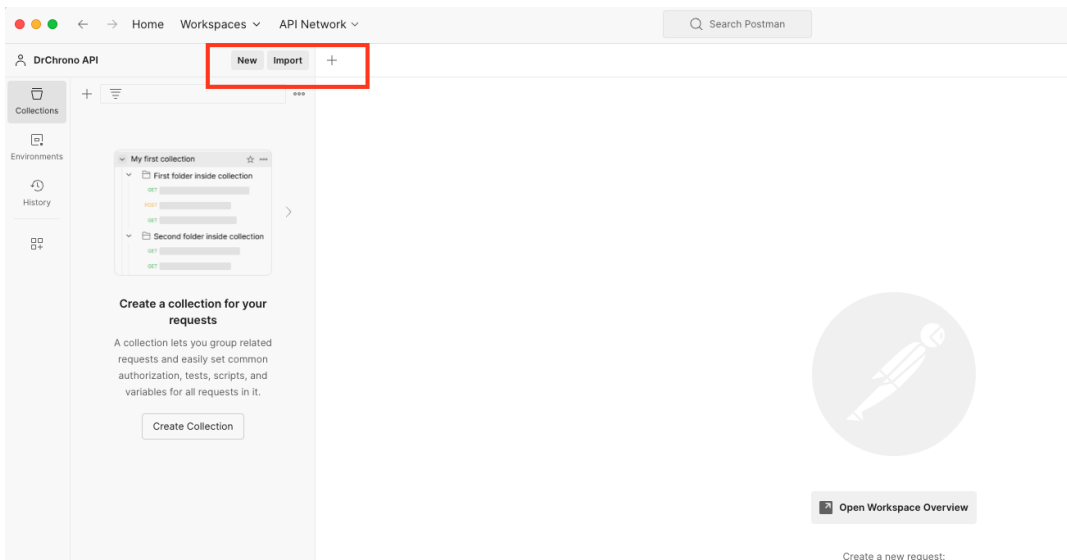 Home Workspaces API Network Search Postman
DrChrono API New Import
Collections
Environments
History
My first collection
First folder inside collection
GET
POST
GET
Second folder inside collection
GET
GET
Create a collection for your
requests
A collection lets you group related
requests and easily set common
authorization, tests, scripts, and
variables for all requests in it.
Create Collection
Open Workspace Overview
Create a new request: